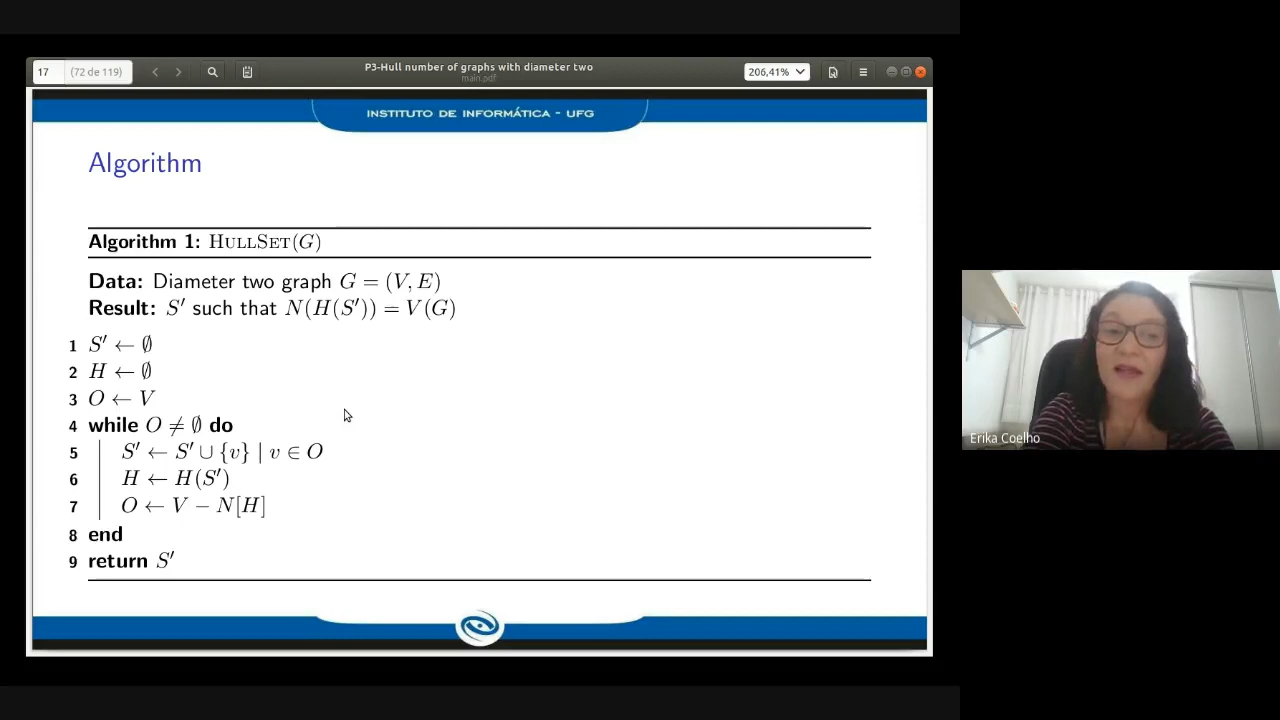 17 (72 de 119)
P3-Hull number of graphs with diameter two
main.pdf
206,41%
INSTITUTO DE INFORMÁTICA - UFG
Algorithm
Algorithm 1: HULLSET(G)
Data: Diameter two graph G = (V, E)
Result: S′ such that N(H(S′)) = V(G)
1 S′ ← ∅
2 H ← ∅
3 O ← V
4 while O ≠ ∅ do
5 S′ ← S′ ∪ {v} | v ∈ O
6 H ← H(S′)
7 O ← V − N[H]
8 end
9 return S′
Erika Coelho